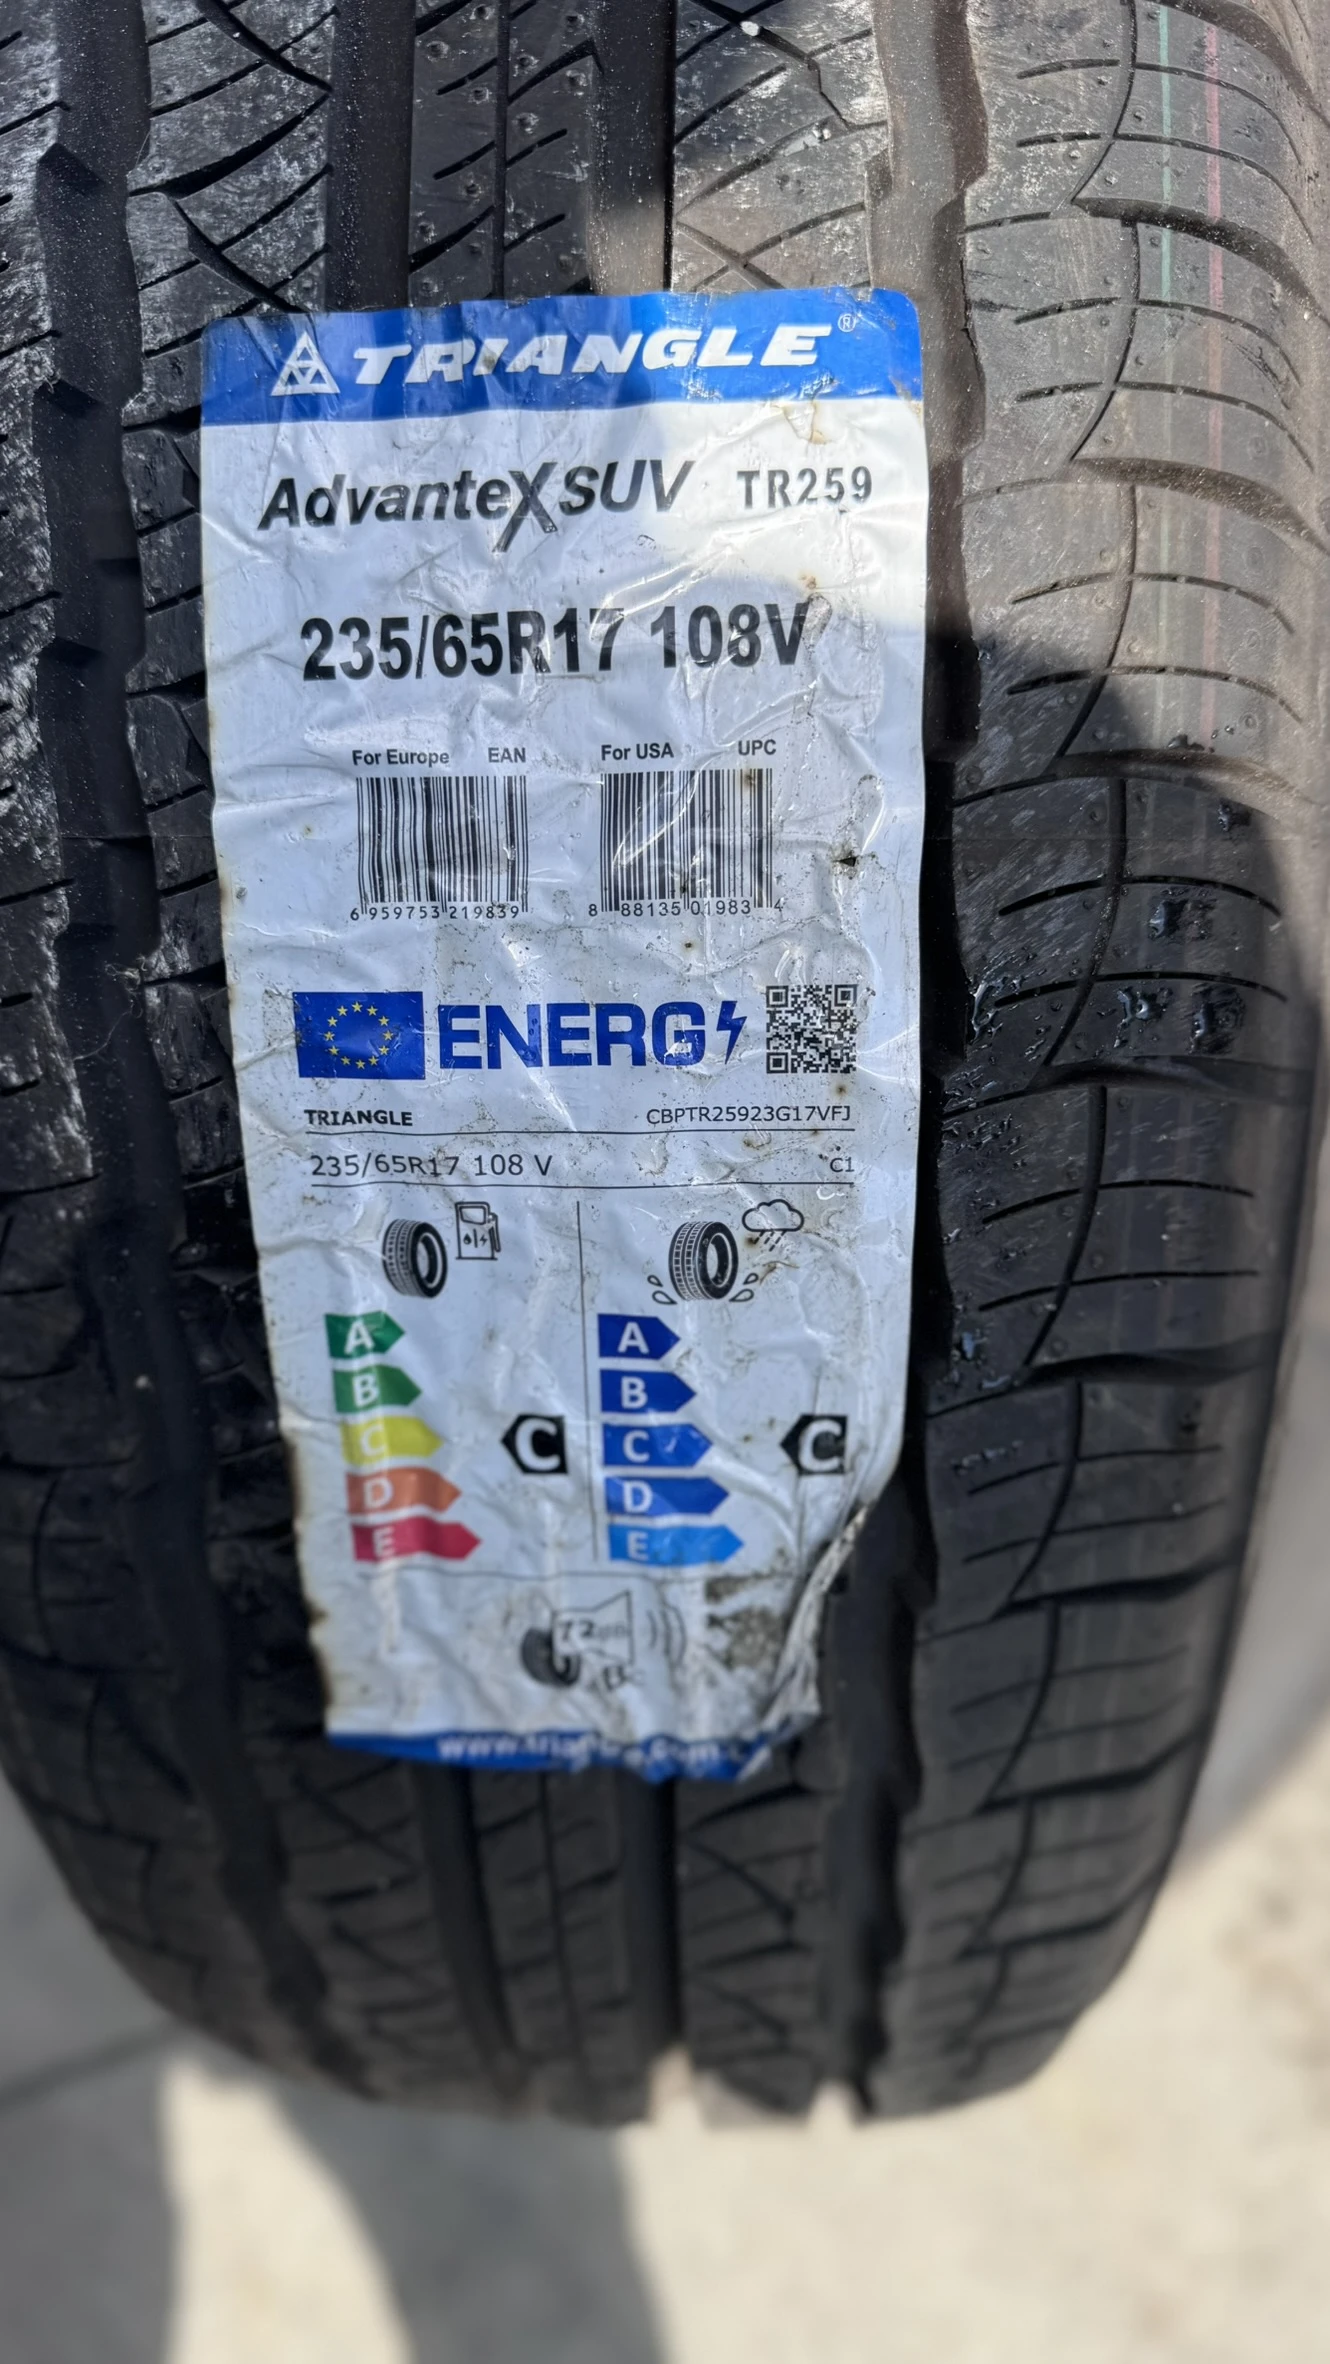 TRIANGLE®
AdvanteX SUV TR259
235/65R17 108V
For Europe EAN For USA UPC
6 959753 219839 8 88135 01983 4
ENERG
TRIANGLE CBPTR25923G17VFJ
235/65R17 108 V C1
A A
B B
C C C C
D D
E E
72